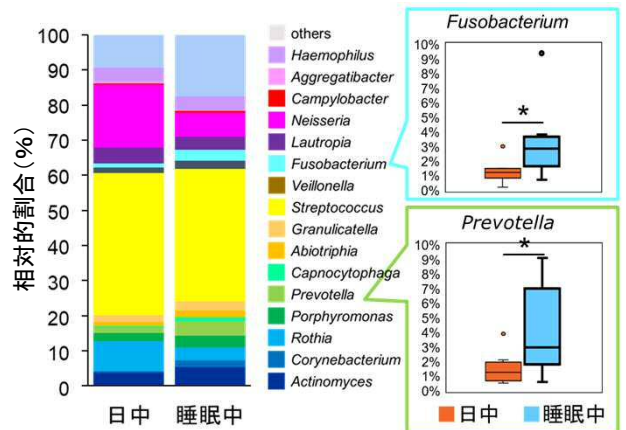 相対的割合(%)
100
90
80
70
60
50
40
30
20
10
0
日中 睡眠中
others
Haemophilus
Aggregatibacter
Campylobacter
Neisseria
Lautropia
Fusobacterium
Veillonella
Streptococcus
Granulicatella
Abiotriphia
Capnocytophaga
Prevotella
Porphyromonas
Rothia
Corynebacterium
Actinomyces
Fusobacterium
10%
9%
8%
7%
6%
5%
4%
3%
2%
1%
0%
*
Prevotella
10%
9%
8%
7%
6%
5%
4%
3%
2%
1%
0%
*
日中 睡眠中